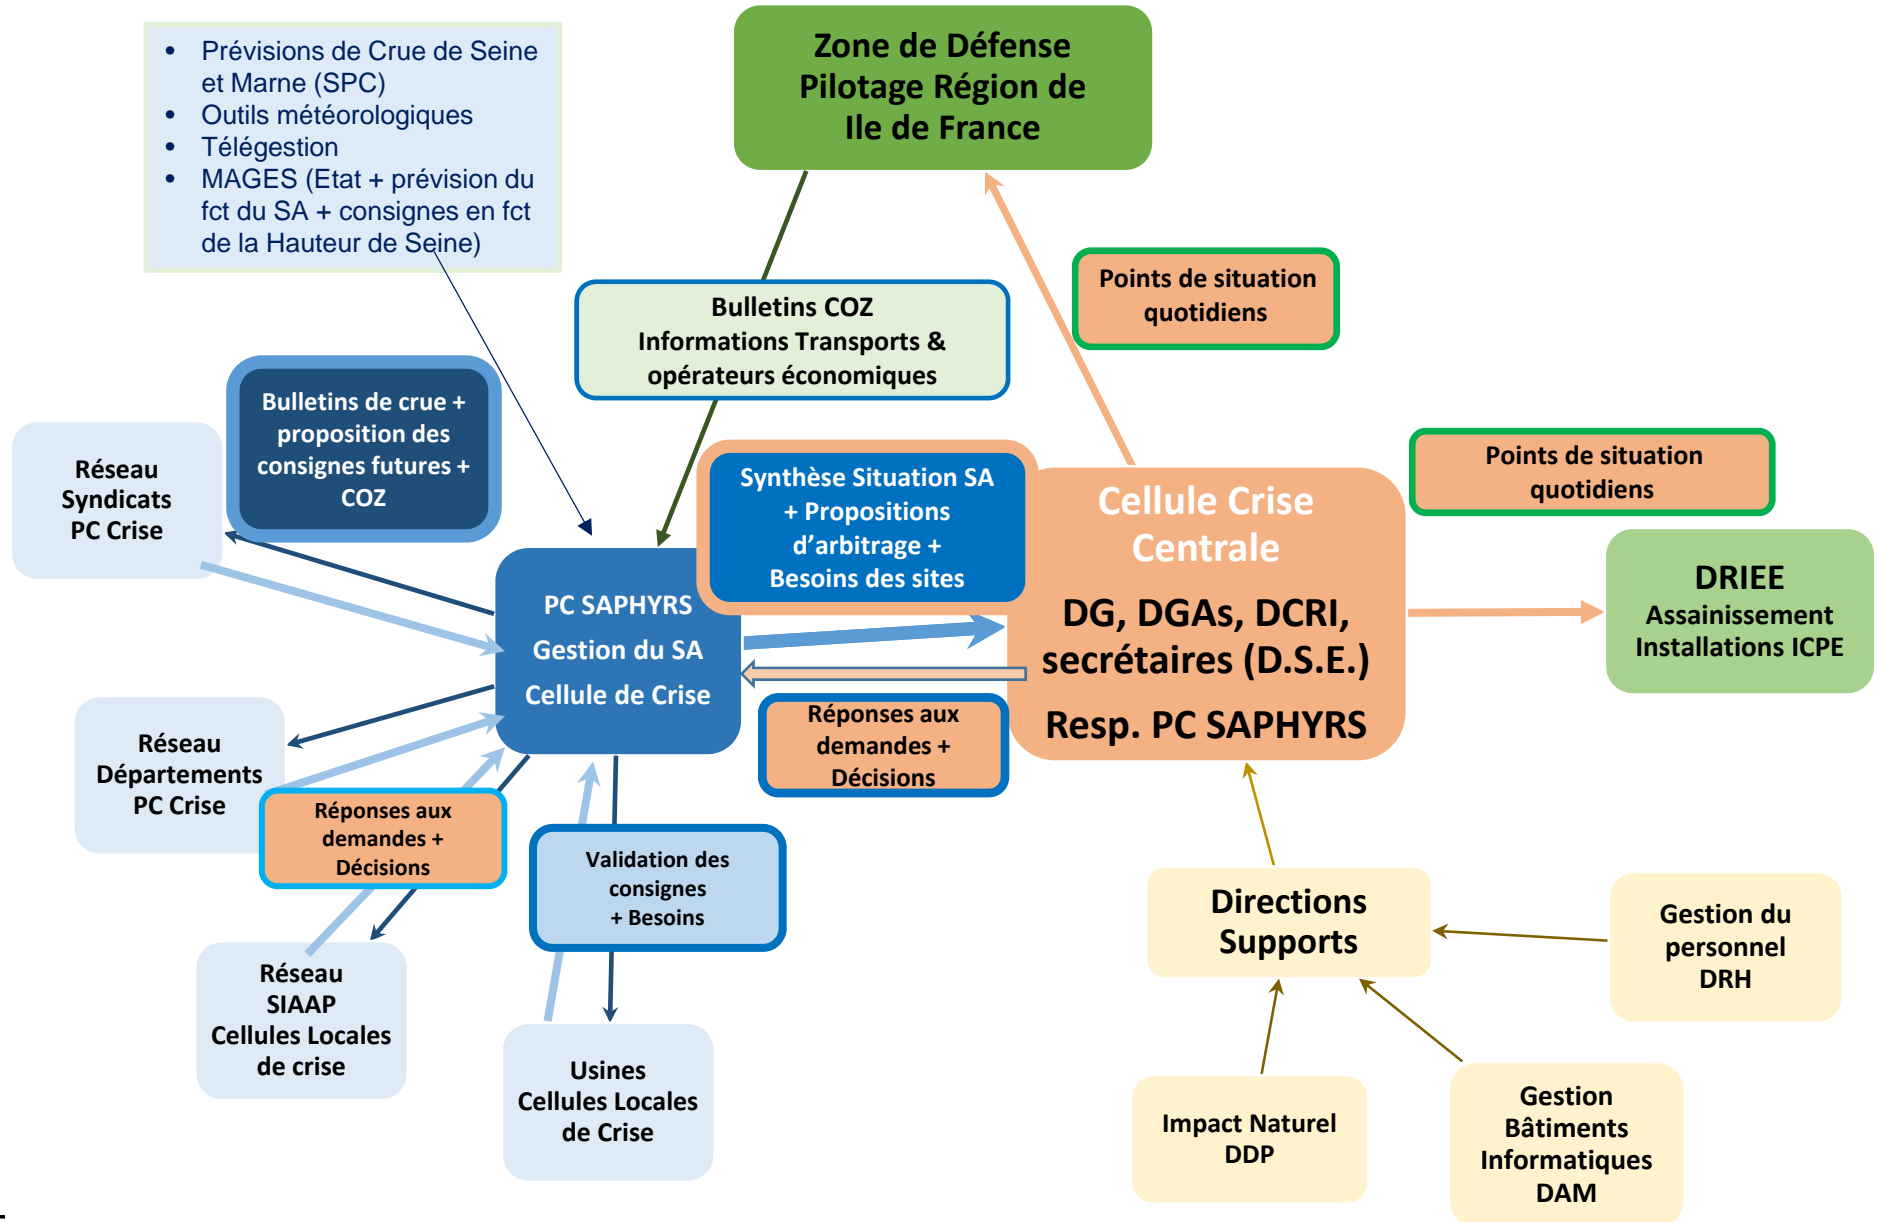 • Prévisions de Crue de Seine
et Marne (SPC)
• Outils météorologiques
• Télégestion
• MAGES (Etat + prévision du
fct du SA + consignes en fct
de la Hauteur de Seine)
Zone de Défense
Pilotage Région de
Ile de France
Points de situation
quotidiens
Bulletins COZ
Informations Transports &
opérateurs économiques
Bulletins de crue +
proposition des
consignes futures +
COZ
Réseau
Syndicats
PC Crise
Synthèse Situation SA
+ Propositions
d’arbitrage +
Besoins des sites
Cellule Crise
Centrale
DG, DGAs, DCRI,
secrétaires (D.S.E.)
Resp. PC SAPHYRS
Points de situation
quotidiens
DRIEE
Assainissement
Installations ICPE
PC SAPHYRS
Gestion du SA
Cellule de Crise
Réponses aux
demandes +
Décisions
Réseau
Départements
PC Crise
Réponses aux
demandes +
Décisions
Validation des
consignes
+ Besoins
Réseau
SIAAP
Cellules Locales
de crise
Usines
Cellules Locales
de Crise
Directions
Supports
Gestion du
personnel
DRH
Impact Naturel
DDP
Gestion
Bâtiments
Informatiques
DAM